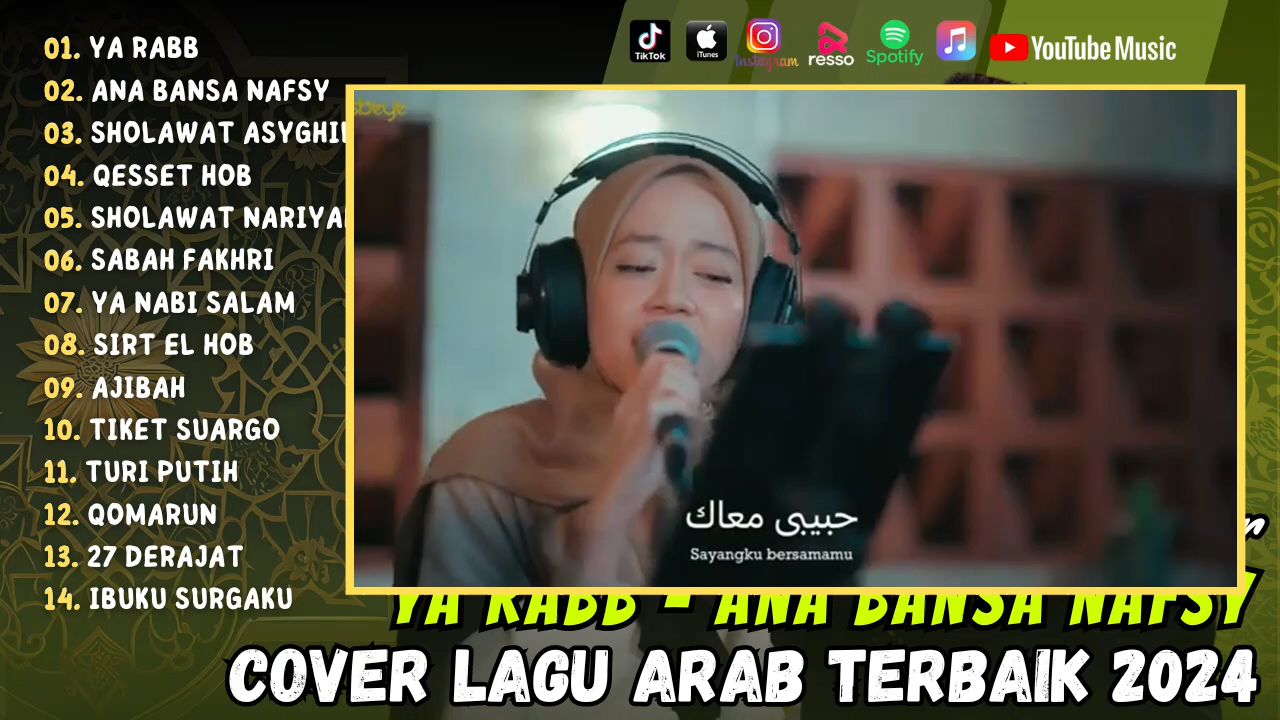 TikTok
iTunes
Instagram
resso
Spotify
YouTube Music
01. YA RABB
02. ANA BANSA NAFSY
03. SHOLAWAT
04. QESSET HOB
05. SHOLAWAT
06. SABAH FAKHRI
07. YA NABI SALAM
08. SIRT EL HOB
09. AJIBAH
10. TIKET SUARGO
11. TURI PUTIH
12. QOMARUN
13. 27 DERAJAT
14. IBUKU SURGAKU
حبيبى معاك
Sayangku bersamamu
YA RABB - ANA BANSA NAFSY
COVER LAGU ARAB TERBAIK 2024